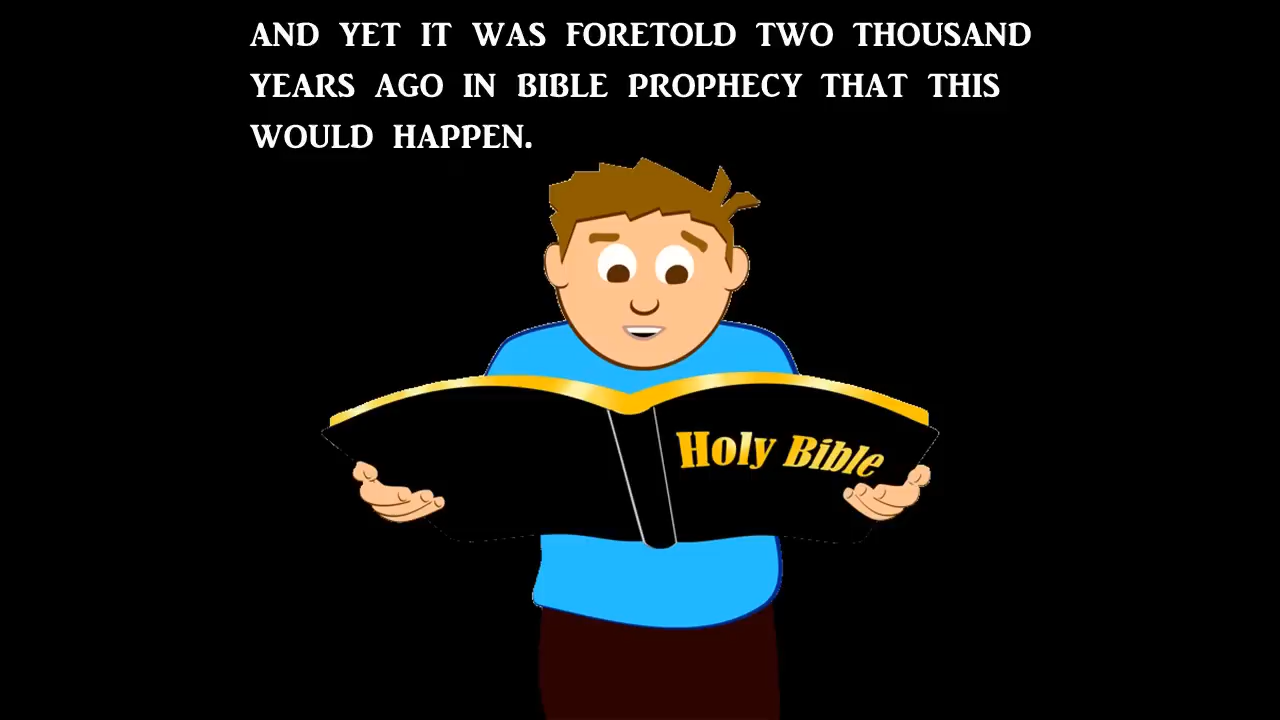 AND YET IT WAS FORETOLD TWO THOUSAND
YEARS AGO IN BIBLE PROPHECY THAT THIS
WOULD HAPPEN.
Holy Bible